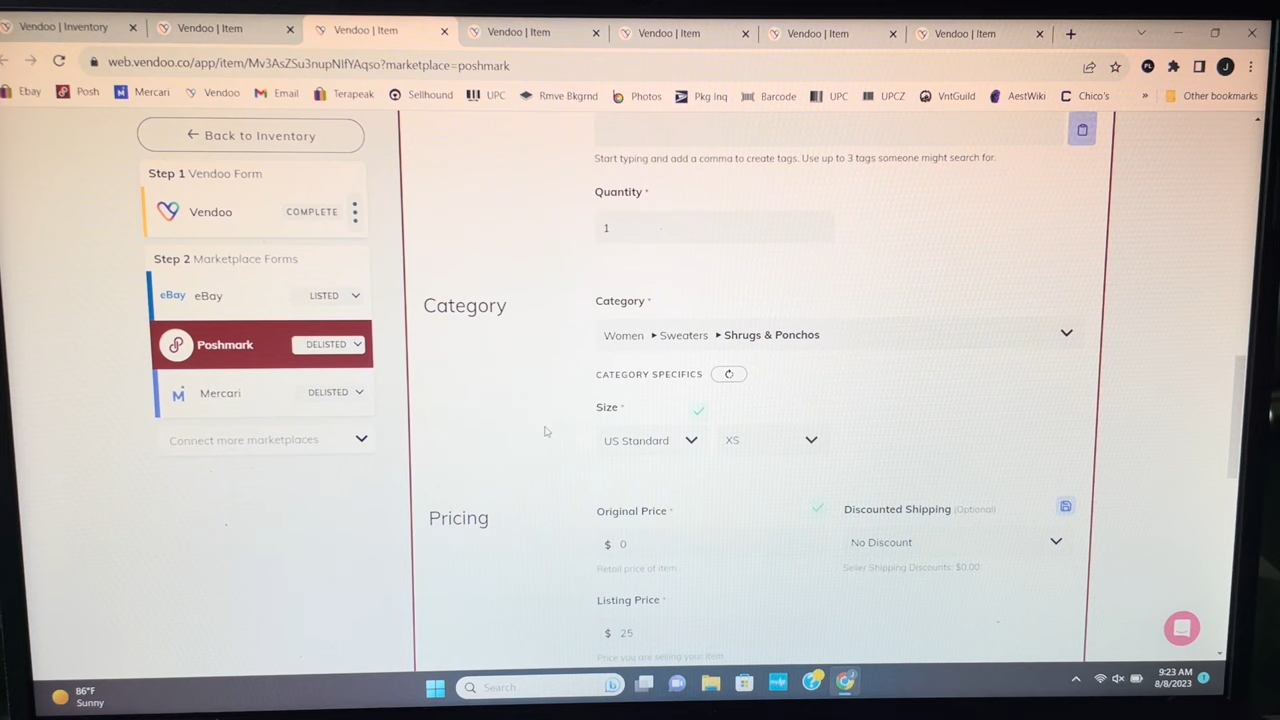 Vendoo | Inventory
Vendoo | Item
Vendoo | Item
Vendoo | Item
Vendoo | Item
Vendoo | Item
Vendoo | Item
web.vendoo.co/app/item/Mv3AsZSu3nupNIfYAqso?marketplace=poshmark
J
Ebay
Posh
Mercari
Vendoo
Email
Terapeak
Sellhound
UPC
Rmve Bkgrnd
Photos
Pkg Inq
Barcode
UPC
UPCZ
VntGuild
AestWiki
Chico's
»
Other bookmarks
← Back to Inventory
Step 1 Vendoo Form
Vendoo COMPLETE
Step 2 Marketplace Forms
eBay eBay LISTED
Poshmark DELISTED
Mercari DELISTED
Connect more marketplaces
Start typing and add a comma to create tags. Use up to 3 tags someone might search for.
Quantity *
1
Category
Category *
Women ▸ Sweaters ▸ Shrugs & Ponchos
CATEGORY SPECIFICS
Size *
US Standard XS
Pricing
Original Price *
$ 0
Retail price of item
Discounted Shipping (Optional)
No Discount
Seller Shipping Discounts: $0.00
Listing Price *
$ 25
Price you are selling your item
86°F
Sunny
Search
9:23 AM
8/8/2023